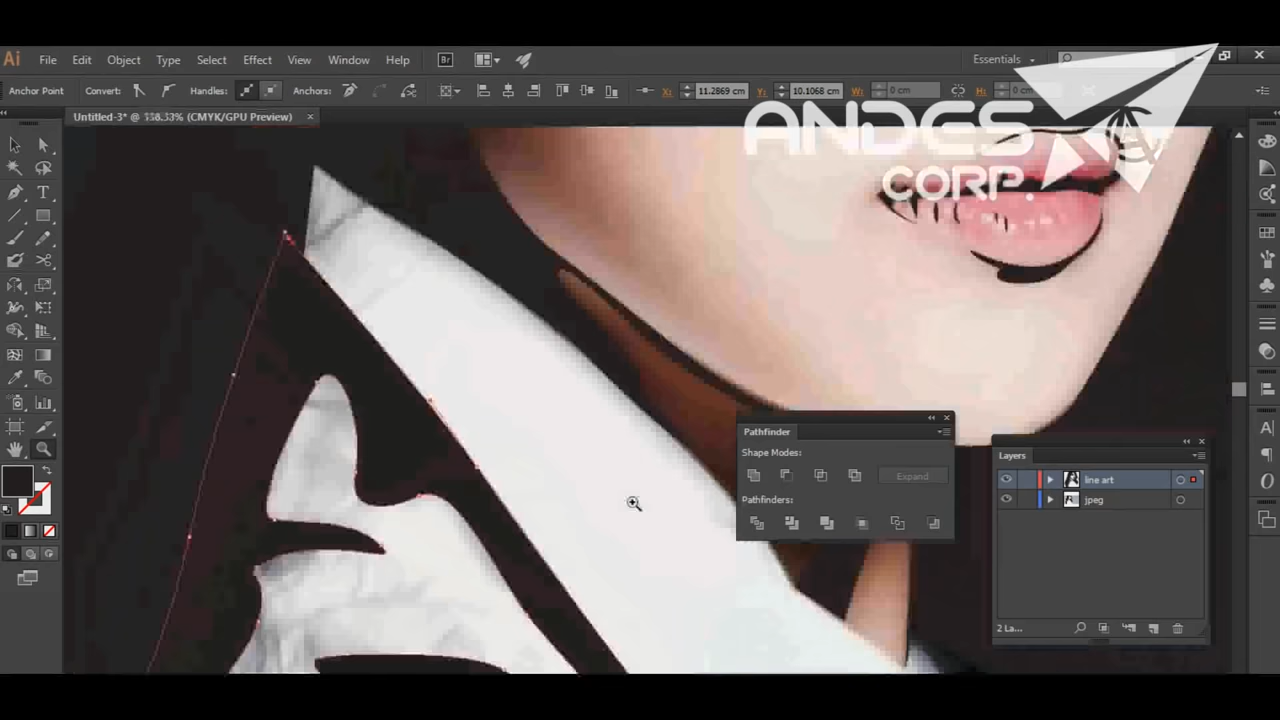 Ai File Edit Object Type Select Effect View Window Help Br Essentials
Anchor Point Convert: Handles: Anchors: X: 11.2869 cm Y: 10.1068 cm W: 0 cm H: 0 cm
Untitled-3* @ (CMYK/GPU Preview)
ANDES
CORP.
Pathfinder
Shape Modes:
Expand
Pathfinders:
Layers
line art
jpeg
2 La...